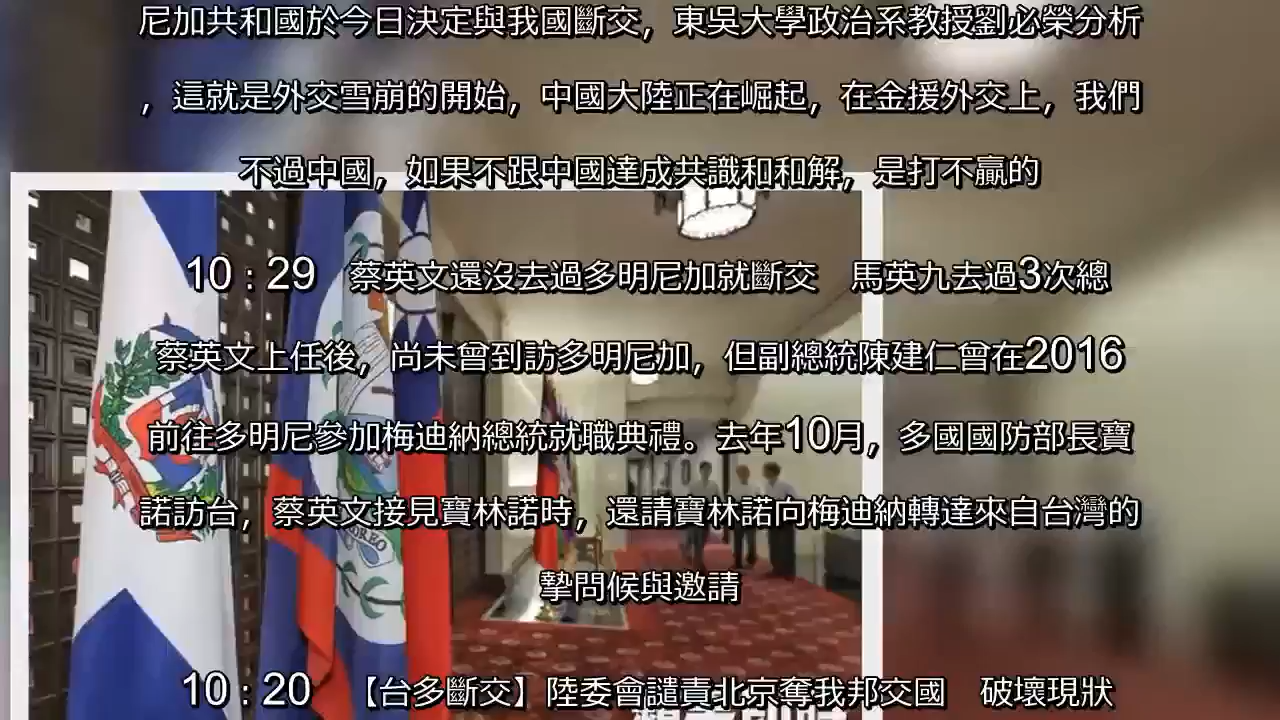 尼加共和國於今日決定與我國斷交，東吳大學政治系教授劉必榮分析
，這就是外交雪崩的開始，中國大陸正在崛起，在金援外交上，我們
不過中國，如果不跟中國達成共識和和解，是打不贏的
10：29　蔡英文還沒去過多明尼加就斷交　馬英九去過3次總
蔡英文上任後，尚未曾到訪多明尼加，但副總統陳建仁曾在2016
前往多明尼參加梅迪納總統就職典禮。去年10月，多國國防部長寶
諾訪台，蔡英文接見寶林諾時，還請寶林諾向梅迪納轉達來自台灣的
摯問候與邀請
10：20　【台多斷交】陸委會譴責北京奪我邦交國　破壞現狀